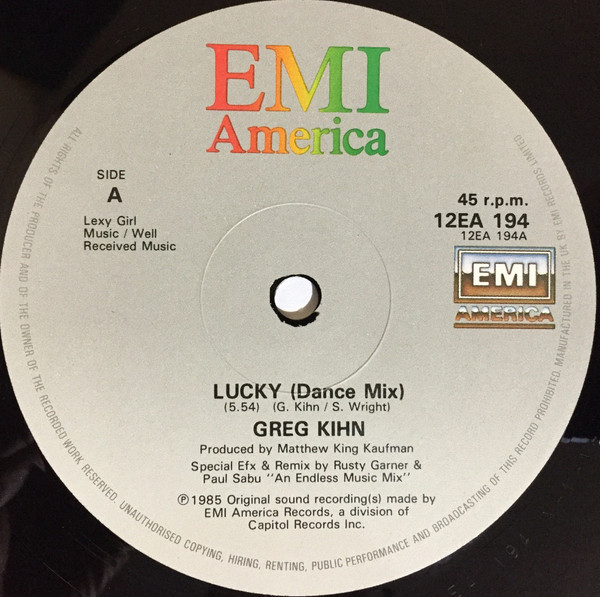 EMI
America
SIDE
A
Lexy Girl
Music / Well
Received Music
45 r.p.m.
12EA 194
12EA 194A
EMI
AMERICA
LUCKY (Dance Mix)
(5.54) (G. Kihn / S. Wright)
GREG KIHN
Produced by Matthew King Kaufman
Special Efx & Remix by Rusty Garner &
Paul Sabu "An Endless Music Mix"
Ⓟ1985 Original sound recording(s) made by
EMI America Records, a division of
Capitol Records Inc.
ALL RIGHTS OF THE PRODUCER AND OF THE OWNER OF THE RECORDED WORK RESERVED. UNAUTHORISED COPYING, HIRING, RENTING, PUBLIC PERFORMANCE AND BROADCASTING OF THIS RECORD PROHIBITED. MANUFACTURED IN THE UK BY EMI RECORDS LIMITED